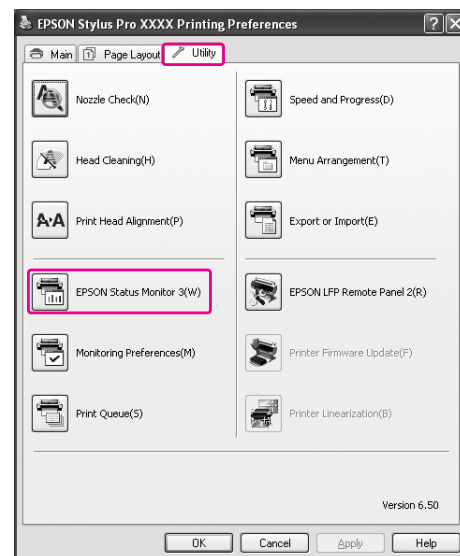 EPSON Stylus Pro XXXX Printing Preferences
Main Page Layout Utility
Nozzle Check(N)
Head Cleaning(H)
Print Head Alignment(P)
EPSON Status Monitor 3(W)
Monitoring Preferences(M)
Print Queue(S)
Speed and Progress(D)
Menu Arrangement(T)
Export or Import(E)
EPSON LFP Remote Panel 2(R)
Printer Firmware Update(F)
Printer Linearization(B)
Version 6.50
OK Cancel Apply Help